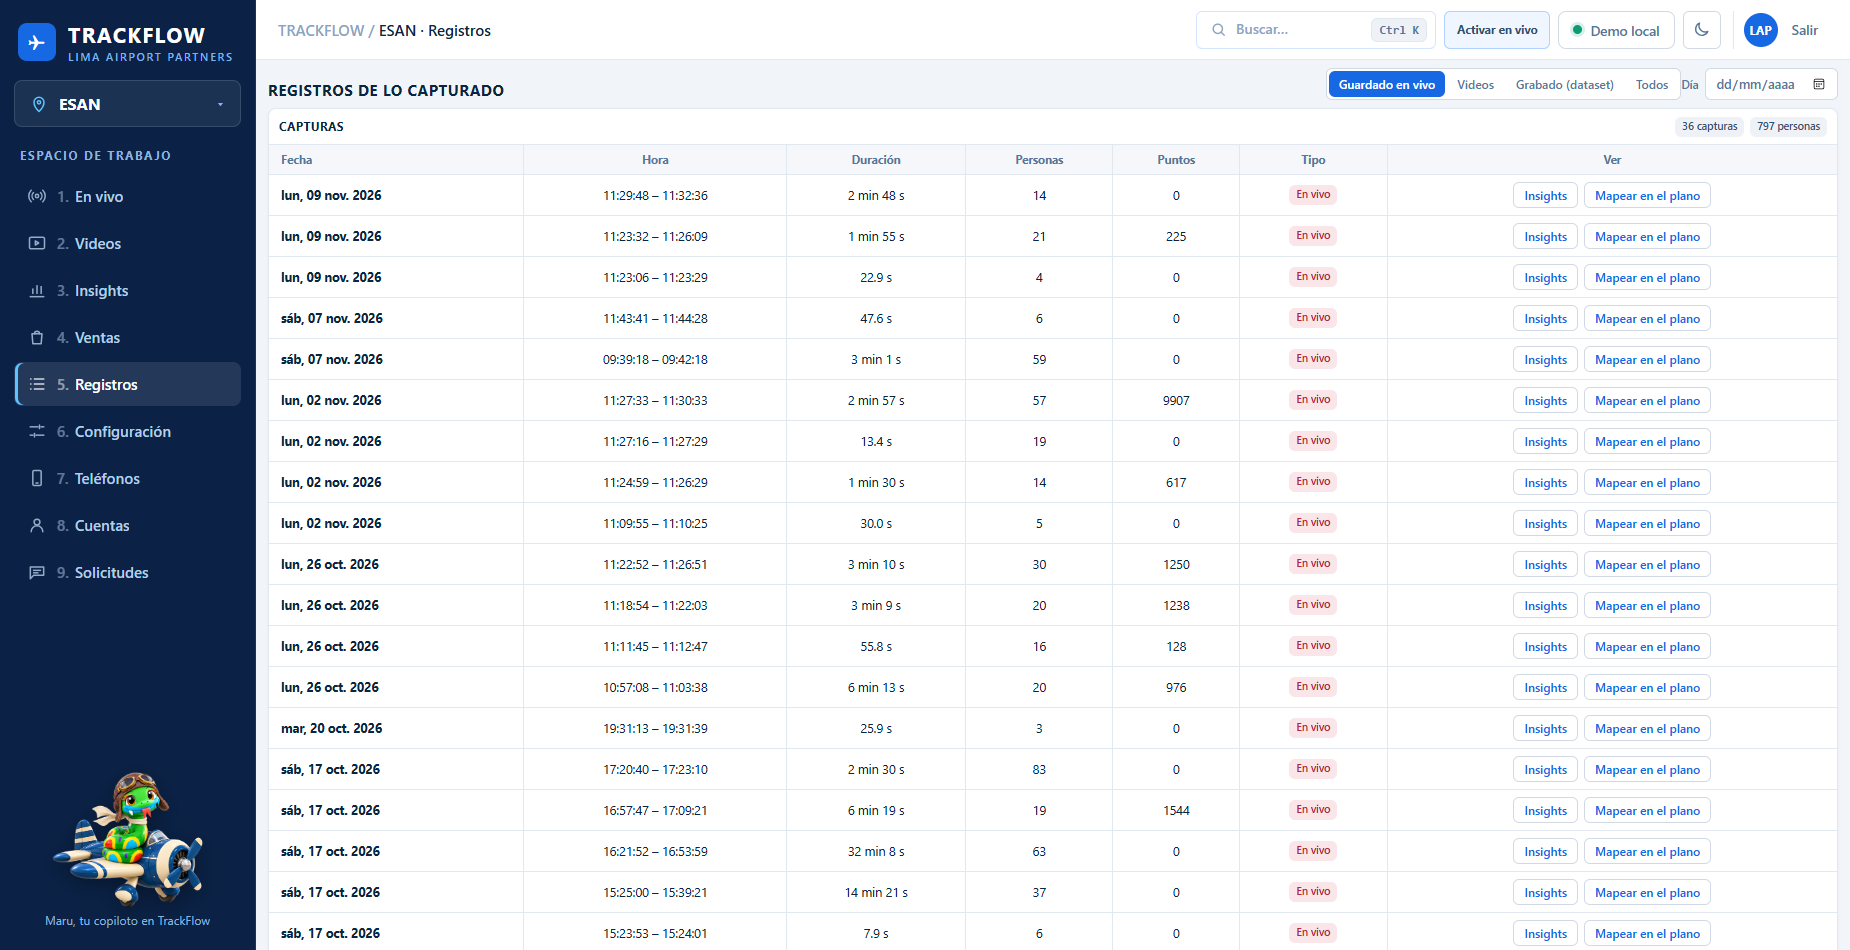 TRACKFLOW
LIMA AIRPORT PARTNERS
ESAN
ESPACIO DE TRABAJO
1. En vivo
2. Videos
3. Insights
4. Ventas
5. Registros
6. Configuración
7. Teléfonos
8. Cuentas
9. Solicitudes
Maru, tu copiloto en TrackFlow
TRACKFLOW / ESAN · Registros
Buscar... Ctrl K
Activar en vivo
Demo local
LAP
Salir
REGISTROS DE LO CAPTURADO
Guardado en vivo Videos Grabado (dataset) Todos Día dd/mm/aaaa
CAPTURAS 36 capturas 797 personas
Fecha Hora Duración Personas Puntos Tipo Ver
lun, 09 nov. 2026 11:29:48 – 11:32:36 2 min 48 s 14 0 En vivo Insights Mapear en el plano
lun, 09 nov. 2026 11:23:32 – 11:26:09 1 min 55 s 21 225 En vivo Insights Mapear en el plano
lun, 09 nov. 2026 11:23:06 – 11:23:29 22.9 s 4 0 En vivo Insights Mapear en el plano
sáb, 07 nov. 2026 11:43:41 – 11:44:28 47.6 s 6 0 En vivo Insights Mapear en el plano
sáb, 07 nov. 2026 09:39:18 – 09:42:18 3 min 1 s 59 0 En vivo Insights Mapear en el plano
lun, 02 nov. 2026 11:27:33 – 11:30:33 2 min 57 s 57 9907 En vivo Insights Mapear en el plano
lun, 02 nov. 2026 11:27:16 – 11:27:29 13.4 s 19 0 En vivo Insights Mapear en el plano
lun, 02 nov. 2026 11:24:59 – 11:26:29 1 min 30 s 14 617 En vivo Insights Mapear en el plano
lun, 02 nov. 2026 11:09:55 – 11:10:25 30.0 s 5 0 En vivo Insights Mapear en el plano
lun, 26 oct. 2026 11:22:52 – 11:26:51 3 min 10 s 30 1250 En vivo Insights Mapear en el plano
lun, 26 oct. 2026 11:18:54 – 11:22:03 3 min 9 s 20 1238 En vivo Insights Mapear en el plano
lun, 26 oct. 2026 11:11:45 – 11:12:47 55.8 s 16 128 En vivo Insights Mapear en el plano
lun, 26 oct. 2026 10:57:08 – 11:03:38 6 min 13 s 20 976 En vivo Insights Mapear en el plano
mar, 20 oct. 2026 19:31:13 – 19:31:39 25.9 s 3 0 En vivo Insights Mapear en el plano
sáb, 17 oct. 2026 17:20:40 – 17:23:10 2 min 30 s 83 0 En vivo Insights Mapear en el plano
sáb, 17 oct. 2026 16:57:47 – 17:09:21 6 min 19 s 19 1544 En vivo Insights Mapear en el plano
sáb, 17 oct. 2026 16:21:52 – 16:53:59 32 min 8 s 63 0 En vivo Insights Mapear en el plano
sáb, 17 oct. 2026 15:25:00 – 15:39:21 14 min 21 s 37 0 En vivo Insights Mapear en el plano
sáb, 17 oct. 2026 15:23:53 – 15:24:01 7.9 s 6 0 En vivo Insights Mapear en el plano